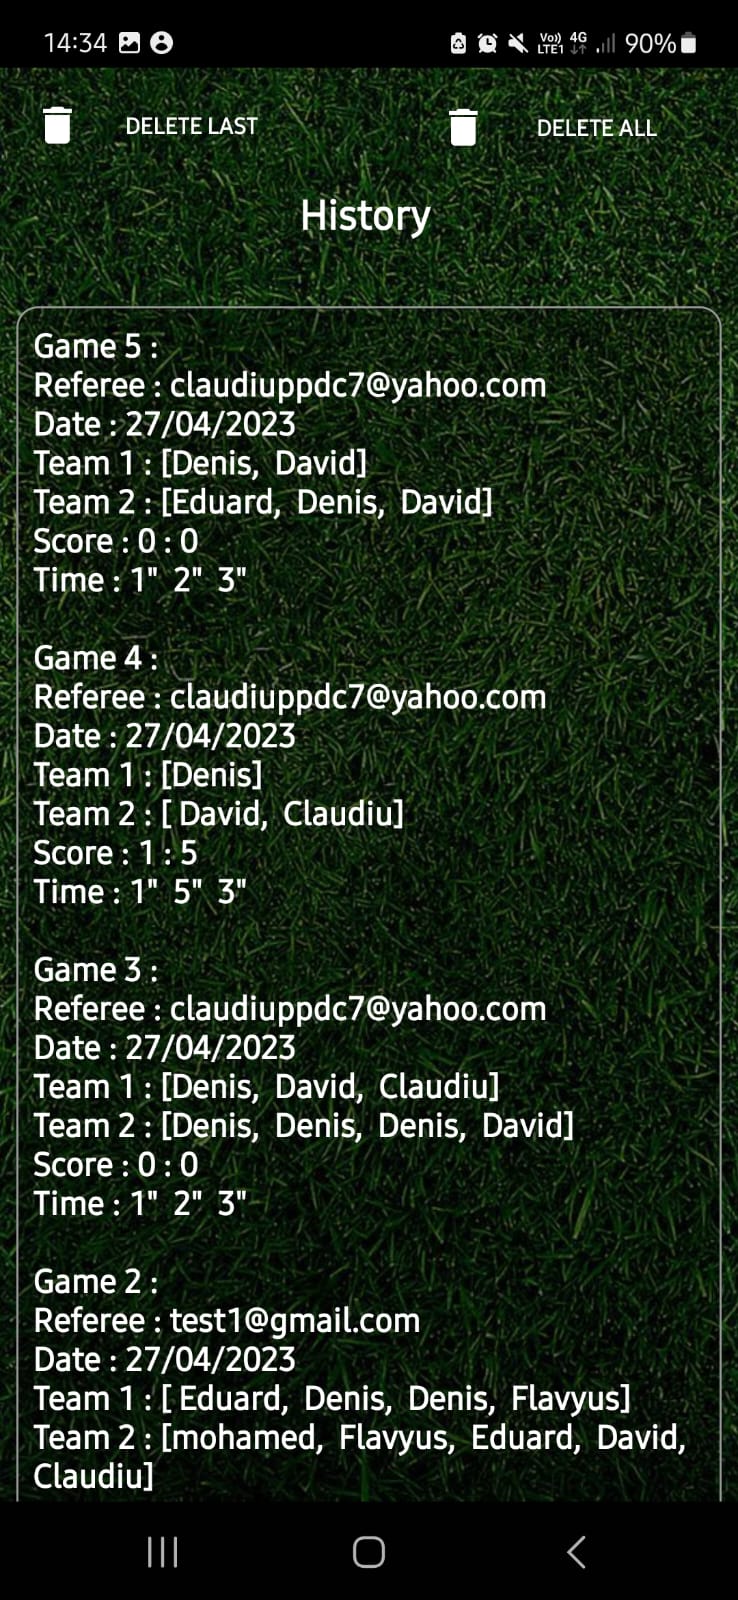 14:34 Vo)) LTE1 4G 90%
DELETE LAST DELETE ALL
History
Game 5 :
Referee : claudiuppdc7@yahoo.com
Date : 27/04/2023
Team 1 : [Denis, David]
Team 2 : [Eduard, Denis, David]
Score : 0 : 0
Time : 1" 2" 3"
Game 4 :
Referee : claudiuppdc7@yahoo.com
Date : 27/04/2023
Team 1 : [Denis]
Team 2 : [ David, Claudiu]
Score : 1 : 5
Time : 1" 5" 3"
Game 3 :
Referee : claudiuppdc7@yahoo.com
Date : 27/04/2023
Team 1 : [Denis, David, Claudiu]
Team 2 : [Denis, Denis, Denis, David]
Score : 0 : 0
Time : 1" 2" 3"
Game 2 :
Referee : test1@gmail.com
Date : 27/04/2023
Team 1 : [ Eduard, Denis, Denis, Flavyus]
Team 2 : [mohamed, Flavyus, Eduard, David,
Claudiu]